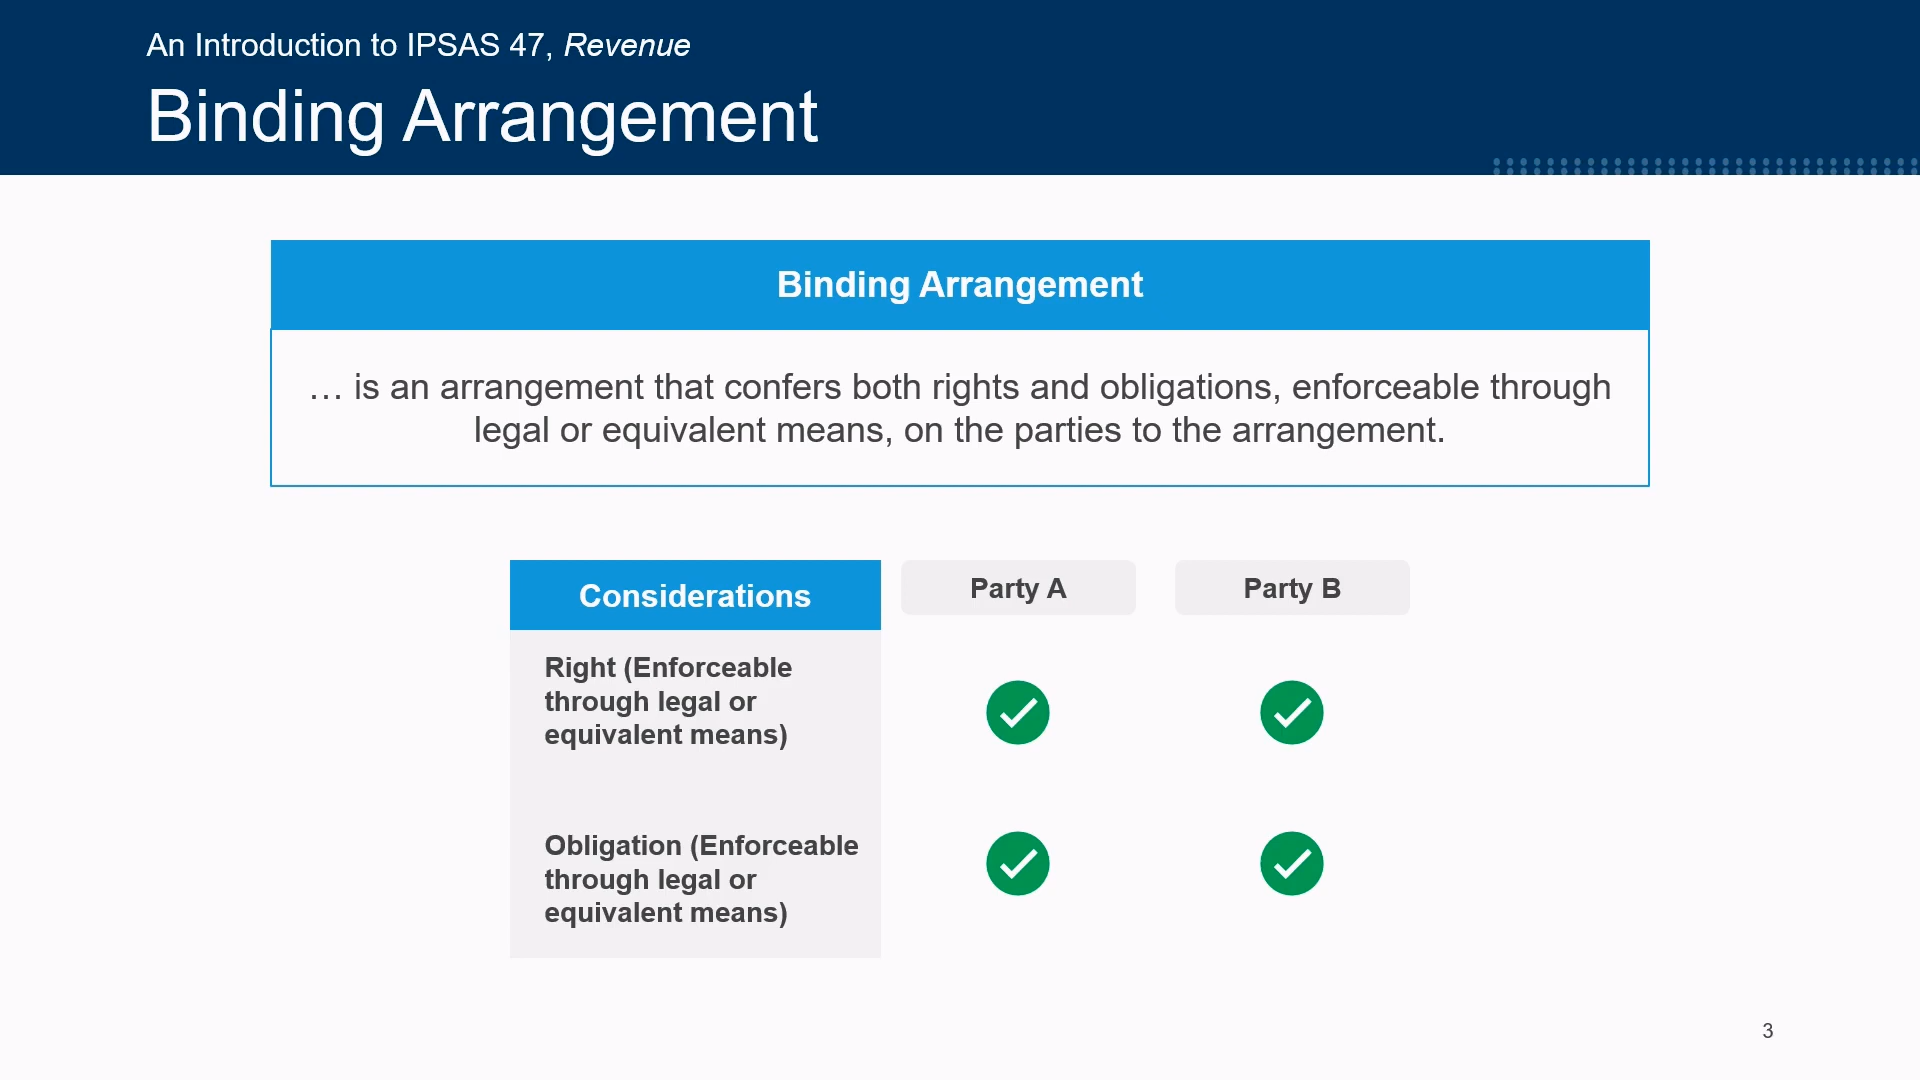 An Introduction to IPSAS 47, Revenue
Binding Arrangement
Binding Arrangement
… is an arrangement that confers both rights and obligations, enforceable through
legal or equivalent means, on the parties to the arrangement.
Considerations
Party A
Party B
Right (Enforceable
through legal or
equivalent means)
Obligation (Enforceable
through legal or
equivalent means)
3